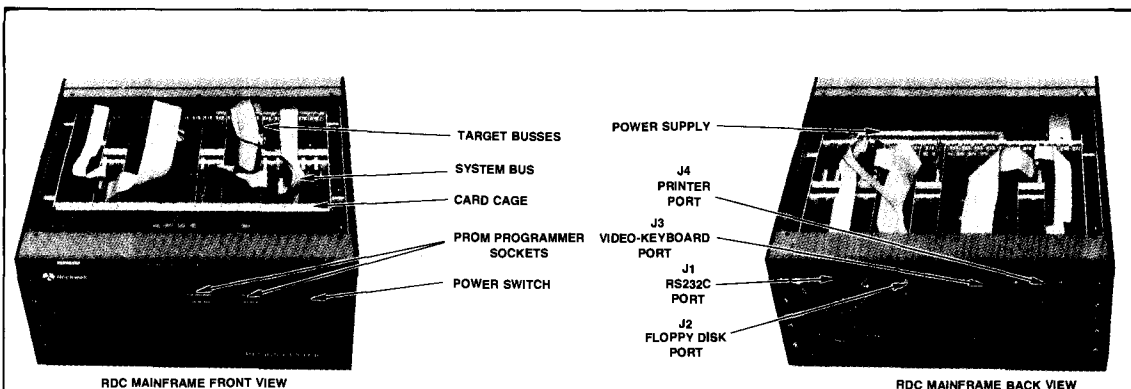 TARGET BUSSES
SYSTEM BUS
CARD CAGE
PROM PROGRAMMER
SOCKETS
POWER SWITCH
Rockwell
RDC MAINFRAME FRONT VIEW
POWER SUPPLY
J4
PRINTER
PORT
J3
VIDEO-KEYBOARD
PORT
J1
RS232C
PORT
J2
FLOPPY DISK
PORT
RDC MAINFRAME BACK VIEW